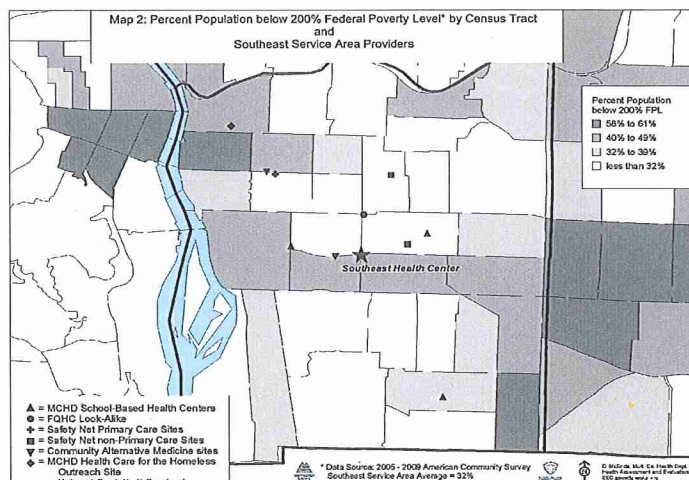 Map 2: Percent Population below 200% Federal Poverty Level* by Census Tract
and
Southeast Service Area Providers
Percent Population
below 200% FPL
58% to 61%
40% to 49%
32% to 39%
less than 32%
Southeast Health Center
= MCHD School-Based Health Centers
= FQHC Look-Alike
= Safety Net Primary Care Sites
= Safety Net non-Primary Care Sites
= Community Alternative Medicine sites
= MCHD Health Care for the Homeless
Outreach Site
* Data Source: 2005 - 2009 American Community Survey
Southeast Service Area Average = 32%
Health Assessment and Evaluation